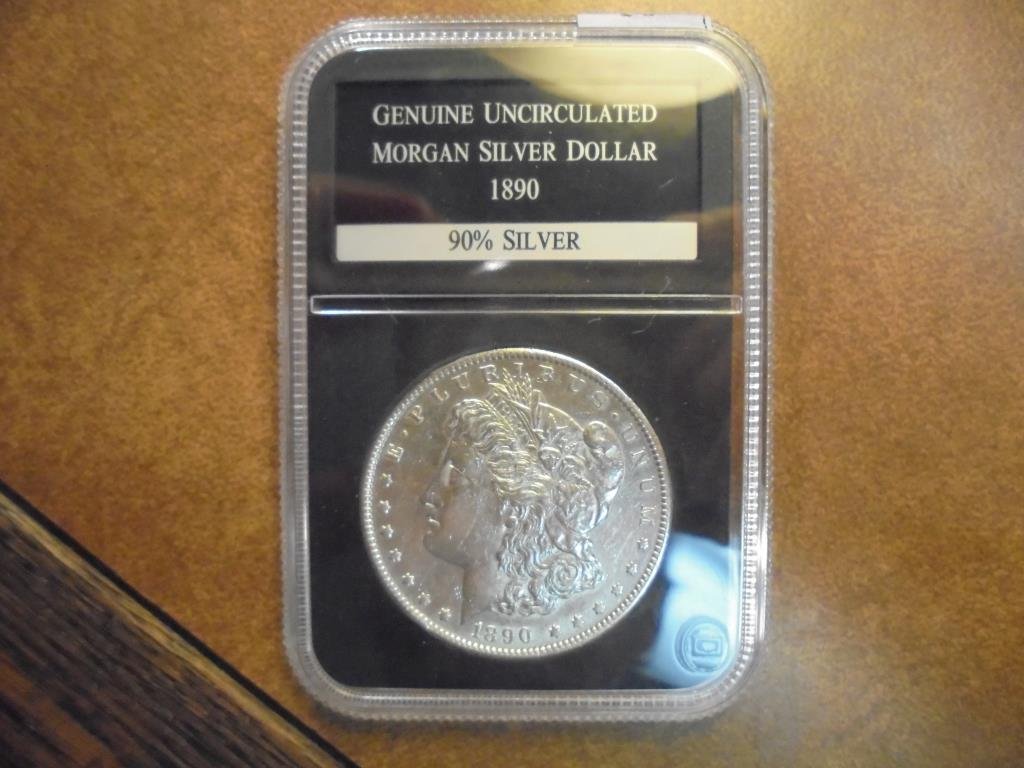 GENUINE UNCIRCULATED
MORGAN SILVER DOLLAR
1890
90% SILVER
E · PLURIBUS · UNUM
1890